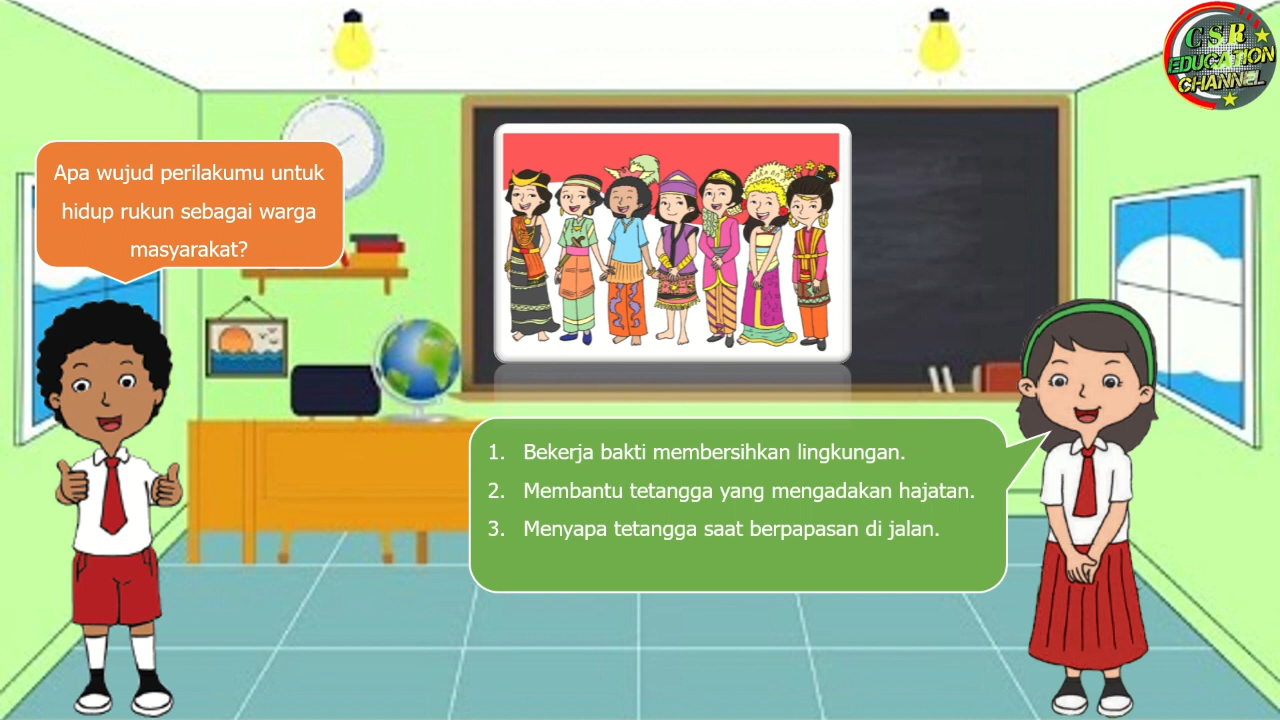 CSR
EDUCATION
CHANNEL
Apa wujud perilakumu untuk
hidup rukun sebagai warga
masyarakat?
1. Bekerja bakti membersihkan lingkungan.
2. Membantu tetangga yang mengadakan hajatan.
3. Menyapa tetangga saat berpapasan di jalan.